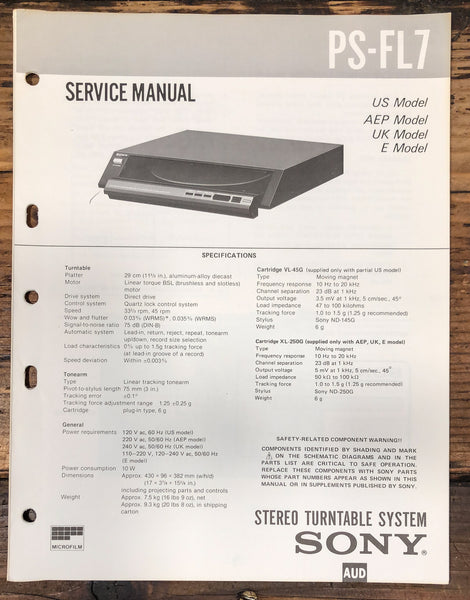 PS-FL7
SERVICE MANUAL
US Model
AEP Model
UK Model
E Model
SPECIFICATIONS
Turntable
Platter 29 cm (11½ in.), aluminum-alloy diecast
Motor Linear torque BSL (brushless and slotless) motor
Drive system Direct drive
Control system Quartz lock control system
Speed 33⅓ rpm, 45 rpm
Wow and flutter 0.03% (WRMS)*, 0.035% (WRMS)
Signal-to-noise ratio 75 dB (DIN-B)
Automatic system Lead-in, return, reject, repeat, tonearm
up/down, record size selection
Load characteristics 0% up to 1.5g tracking force
(at lead-in groove of a record)
Speed deviation Within ±0.003%
Tonearm
Type Linear tracking tonearm
Pivot-to-stylus length 75 mm (3 in.)
Tracking error ±0.1°
Tracking force adjustment range 1.25 ±0.25 g
Cartridge plug-in type, 6 g
General
Power requirements 120 V ac, 60 Hz (US model)
220 V ac, 50/60 Hz (AEP model)
240 V ac, 50/60 Hz (UK model)
110–220 V, 120–240 V ac, 50/60 Hz
(E model)
Power consumption 10 W
Dimensions Approx. 430 × 96 × 382 mm (w/h/d)
including projecting parts and controls
Weight Approx. 7.5 kg (16 lbs 9 oz), net
Approx. 9.3 kg (20 lbs 8 oz), in shipping
carton
Cartridge VL-45G (supplied only with partial US model)
Type Moving magnet
Frequency response 10 Hz to 20 kHz
Channel separation 23 dB at 1 kHz
Output voltage 3.5 mV at 1 kHz, 5 cm/sec., 45°
Load impedance 47 to 100 kilohms
Tracking force 1.0 to 1.5 g (1.25 g recommended)
Stylus Sony ND-145G
Weight 6 g
Cartridge XL-250G (supplied only with AEP, UK, E model)
Type Moving magnet
Frequency response 10 Hz to 20 kHz
Channel separation 23 dB at 1 kHz
Output voltage 5 mV at 1 kHz, 5 cm/sec., 45°
Load impedance 50 kΩ to 100 kΩ
Tracking force 1.0 to 1.5 g (1.25 g recommended)
Stylus Sony ND-250G
Weight 6 g
SAFETY-RELATED COMPONENT WARNING!!
COMPONENTS IDENTIFIED BY SHADING AND MARK
ON THE SCHEMATIC DIAGRAMS AND IN THE
PARTS LIST ARE CRITICAL TO SAFE OPERATION.
REPLACE THESE COMPONENTS WITH SONY PARTS
WHOSE PART NUMBERS APPEAR AS SHOWN IN THIS
MANUAL OR IN SUPPLEMENTS PUBLISHED BY SONY.
MICROFILM
STEREO TURNTABLE SYSTEM
SONY®
AUD